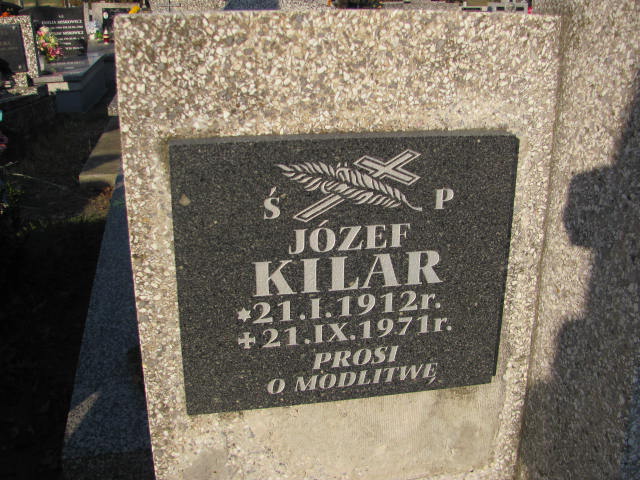 Ś P
JÓZEF
KILAR
*21.I.1912r.
+21.IX.1971r.
PROSI
O MODLITWĘ